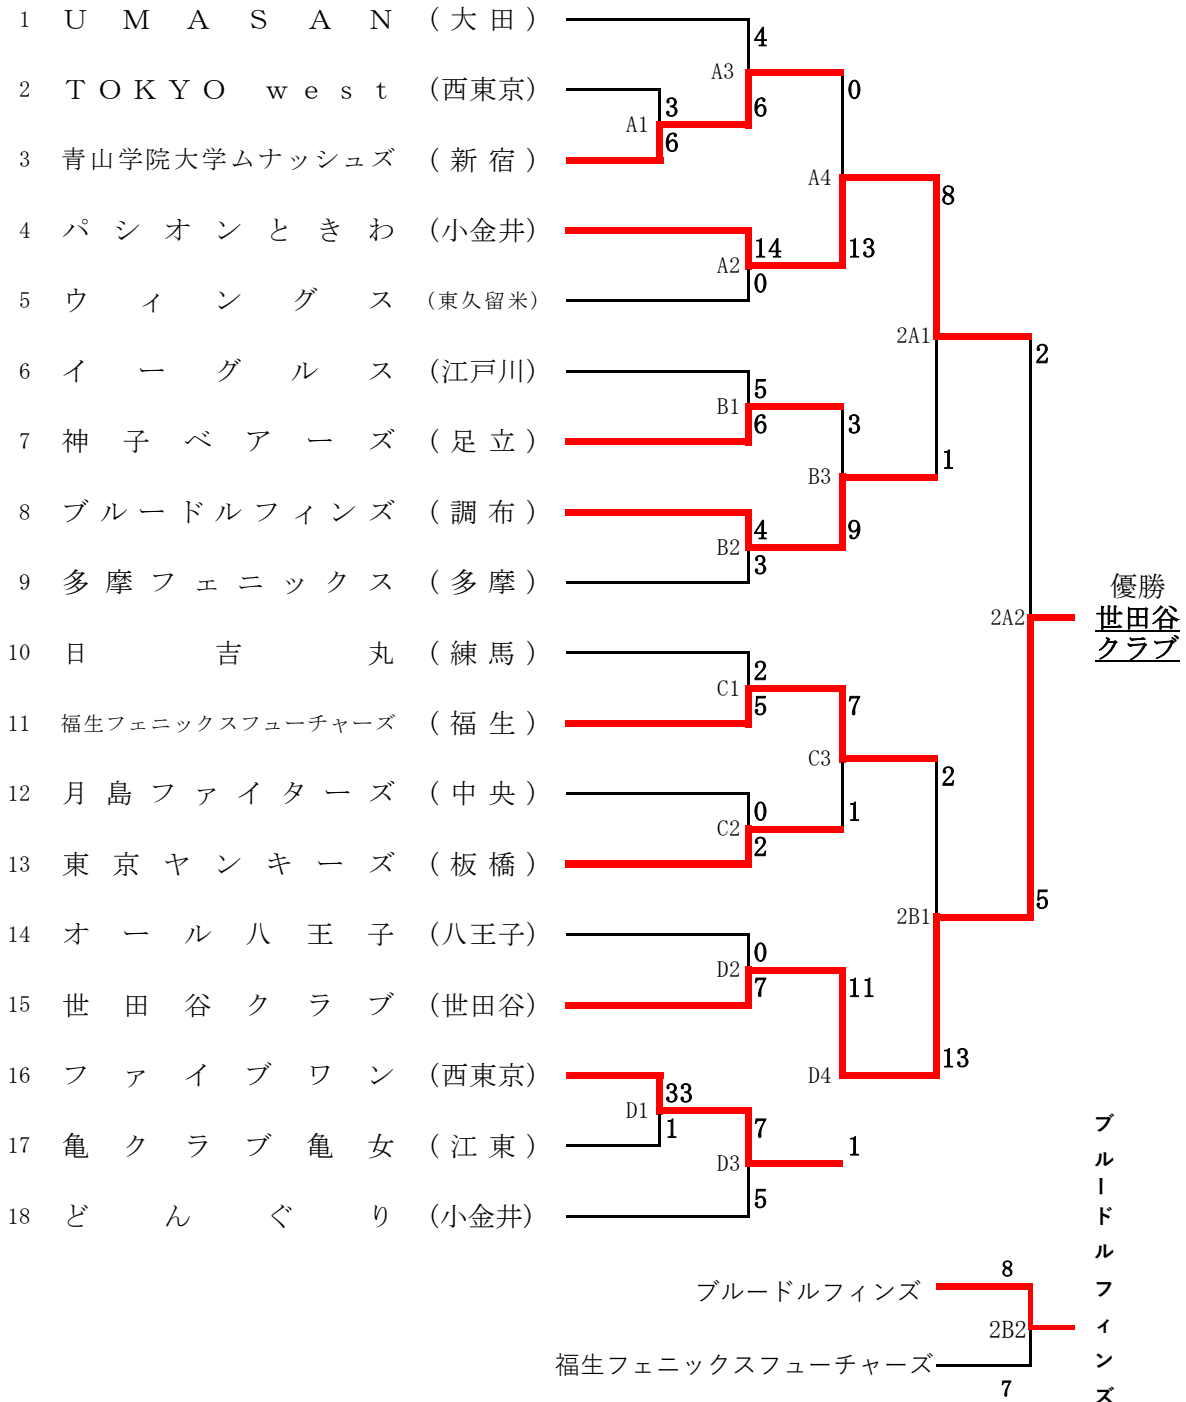 1 UMASAN (大田)
2 TOKYO west (西東京)
3 青山学院大学ムナッシュズ (新宿)
4 パシオンときわ (小金井)
5 ウィングス (東久留米)
6 イーグルス (江戸川)
7 神子ベアーズ (足立)
8 ブルードルフィンズ (調布)
9 多摩フェニックス (多摩)
10 日吉丸 (練馬)
11 福生フェニックスフューチャーズ (福生)
12 月島ファイターズ (中央)
13 東京ヤンキーズ (板橋)
14 オール八王子 (八王子)
15 世田谷クラブ (世田谷)
16 ファイブワン (西東京)
17 亀クラブ亀女 (江東)
18 どんぐり (小金井)
A1
3
6
A3
4
6
A2
14
0
A4
0
13
B1
5
6
B2
4
3
B3
3
9
2A1
8
1
C1
2
5
C2
0
2
C3
7
1
D2
0
7
D1
33
1
D3
7
5
D4
11
1
2B1
2
13
2A2
2
5
優勝
世田谷
クラブ
ブルードルフィンズ
8
ブルードルフィンズ
2B2
福生フェニックスフューチャーズ
7